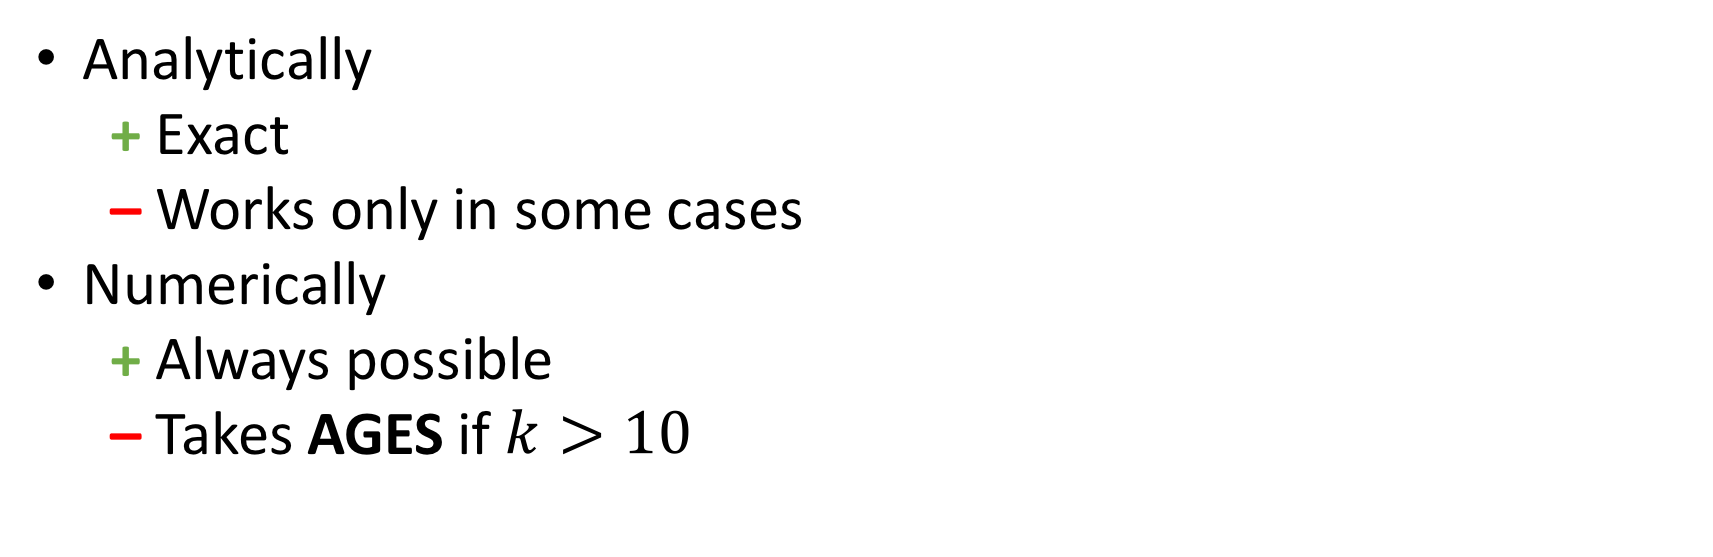 • Analytically
+ Exact
– Works only in some cases
• Numerically
+ Always possible
– Takes AGES if k > 10